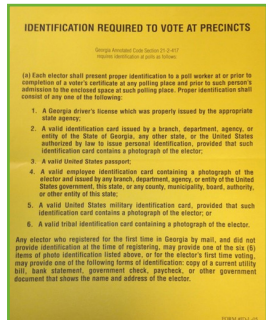 IDENTIFICATION REQUIRED TO VOTE AT PRECINCTS
Georgia Annotated Code Section 21-2-417
requires identification at polls as follows:
(a) Each elector shall present proper identification to a poll worker at or prior to
completion of a voter's certificate at any polling place and prior to such person's
admission to the enclosed space at such polling place. Proper identification shall
consist of any one of the following:
1. A Georgia driver's license which was properly issued by the appropriate
state agency;
2. A valid identification card issued by a branch, department, agency, or
entity of the State of Georgia, any other state, or the United States
authorized by law to issue personal identification, provided that such
identification card contains a photograph of the elector;
3. A valid United States passport;
4. A valid employee identification card containing a photograph of the
elector and issued by any branch, department, agency, or entity of the United
States government, this state, or any county, municipality, board, authority,
or other entity of this state;
5. A valid United States military identification card, provided that such
identification card contains a photograph of the elector; or
6. A valid tribal identification card containing a photograph of the elector.
Any elector who registered for the first time in Georgia by mail, and did not
provide identification at the time of registering, may provide one of the six (6)
items of photo identification listed above, or for the elector's first time voting,
may provide one of the following forms of identification: copy of a current utility
bill, bank statement, government check, paycheck, or other government
document that shows the name and address of the elector.